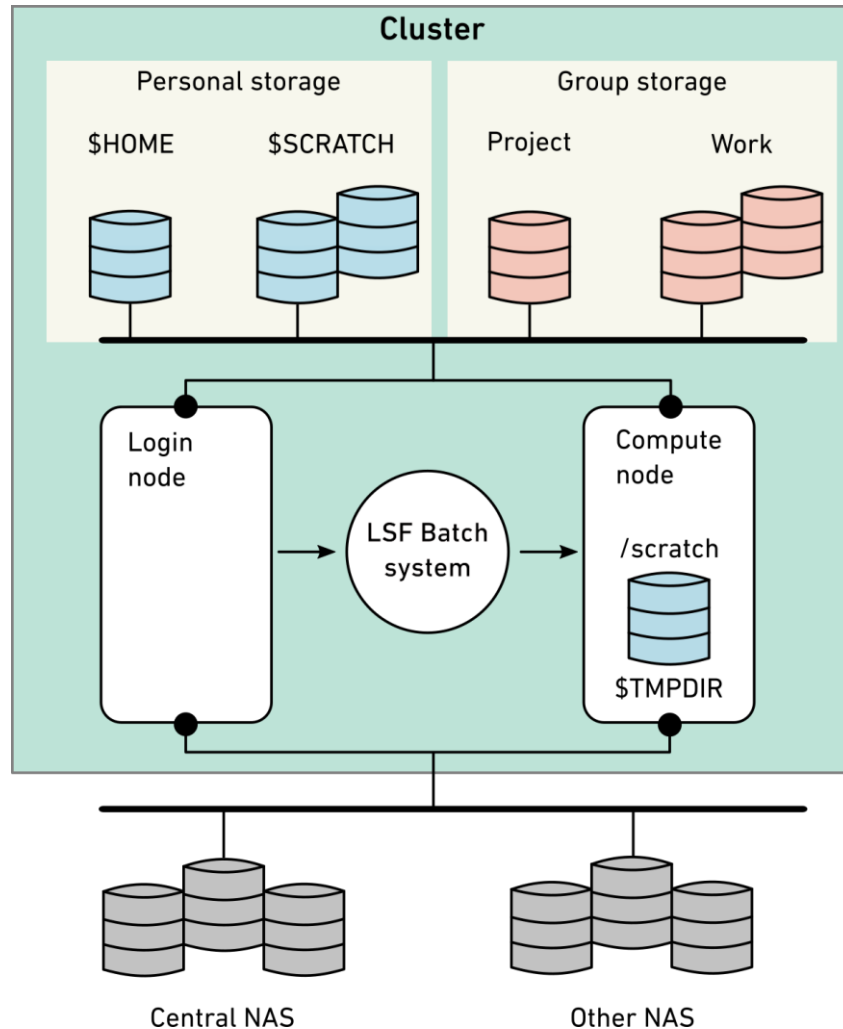 Cluster
Personal storage
Group storage
$HOME
$SCRATCH
Project
Work
Login
node
LSF Batch
system
Compute
node
/scratch
$TMPDIR
Central NAS
Other NAS